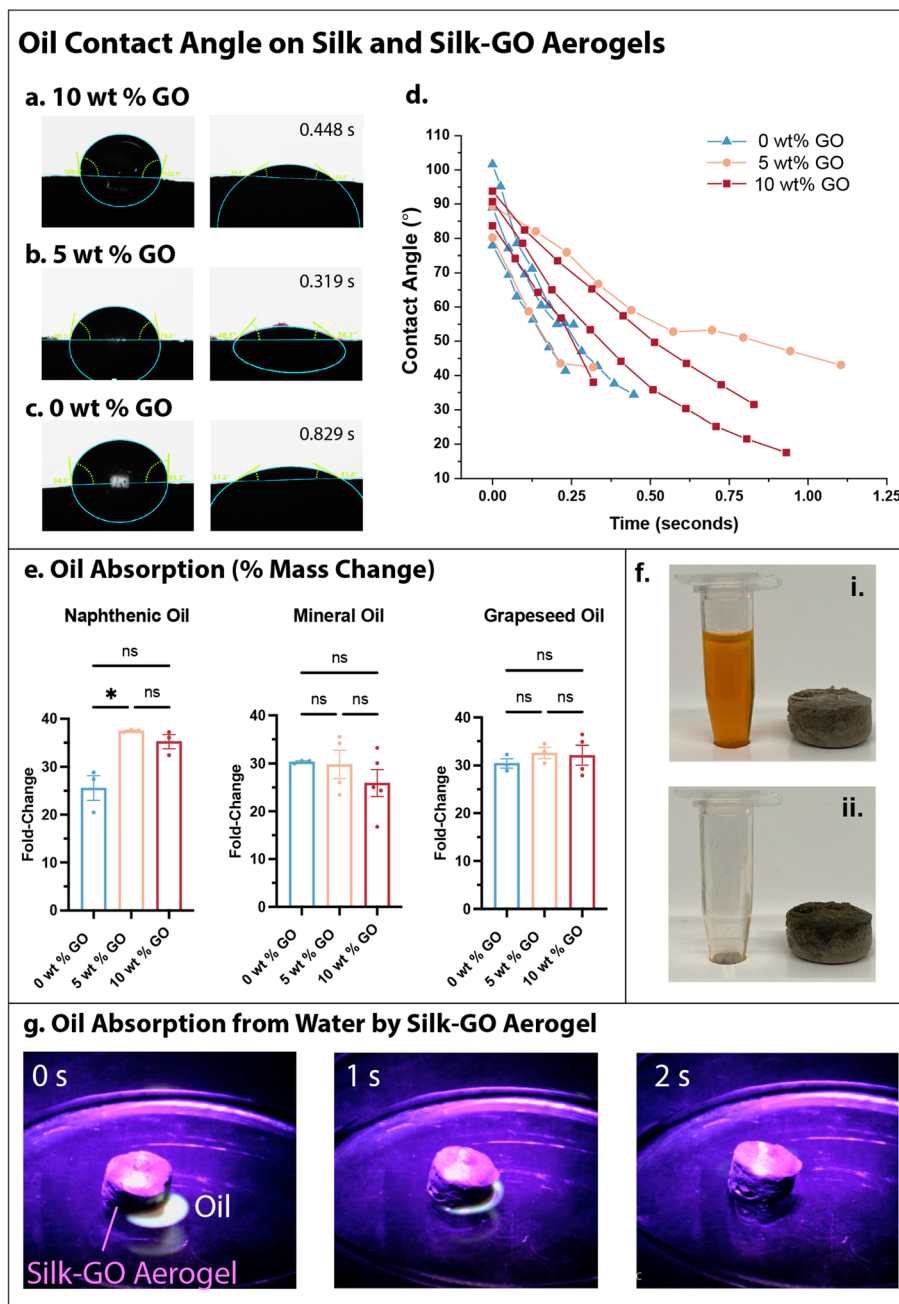 Oil Contact Angle on Silk and Silk-GO Aerogels
a. 10 wt % GO
0.448 s
b. 5 wt % GO
0.319 s
c. 0 wt % GO
0.829 s
94.0°
31.2°
31.8°
d.
0 wt% GO
5 wt% GO
10 wt% GO
Contact Angle (°)
110
100
90
80
70
60
50
40
30
20
10
0.00
0.25
0.50
0.75
1.00
1.25
Time (seconds)
e. Oil Absorption (% Mass Change)
Naphthenic Oil
ns
*
ns
Fold-Change
40
30
20
10
0
0 wt % GO
5 wt % GO
10 wt % GO
Mineral Oil
ns
ns
ns
Fold-Change
40
30
20
10
0
0 wt % GO
5 wt % GO
10 wt % GO
Grapeseed Oil
ns
ns
ns
Fold-Change
40
30
20
10
0
0 wt % GO
5 wt % GO
10 wt % GO
f.
i.
ii.
g. Oil Absorption from Water by Silk-GO Aerogel
0 s
Oil
Silk-GO Aerogel
1 s
2 s